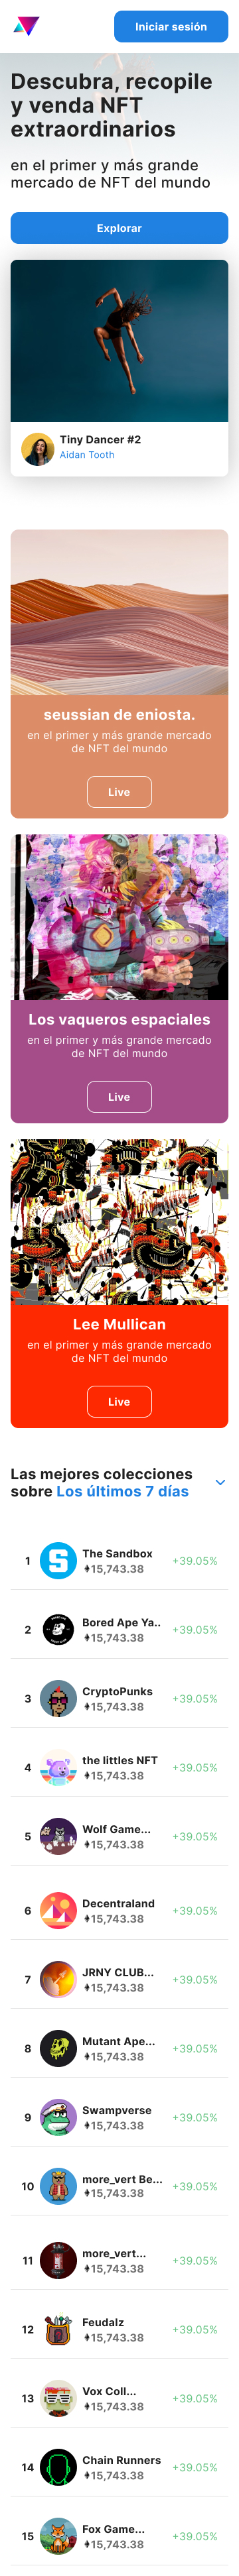 Iniciar sesión
Descubra, recopile
y venda NFT
extraordinarios
en el primer y más grande
mercado de NFT del mundo
Explorar
Tiny Dancer #2
Aidan Tooth
seussian de eniosta.
en el primer y más grande mercado
de NFT del mundo
Live
Los vaqueros espaciales
en el primer y más grande mercado
de NFT del mundo
Live
Lee Mullican
en el primer y más grande mercado
de NFT del mundo
Live
Las mejores colecciones
sobre Los últimos 7 días
1 The Sandbox +39.05%
15,743.38
2 Bored Ape Ya.. +39.05%
15,743.38
3 CryptoPunks +39.05%
15,743.38
4 the littles NFT +39.05%
15,743.38
5 Wolf Game... +39.05%
15,743.38
6 Decentraland +39.05%
15,743.38
7 JRNY CLUB... +39.05%
15,743.38
8 Mutant Ape... +39.05%
15,743.38
9 Swampverse +39.05%
15,743.38
10 more_vert Be... +39.05%
15,743.38
11 more_vert... +39.05%
15,743.38
12 Feudalz +39.05%
15,743.38
13 Vox Coll... +39.05%
15,743.38
14 Chain Runners +39.05%
15,743.38
15 Fox Game... +39.05%
15,743.38